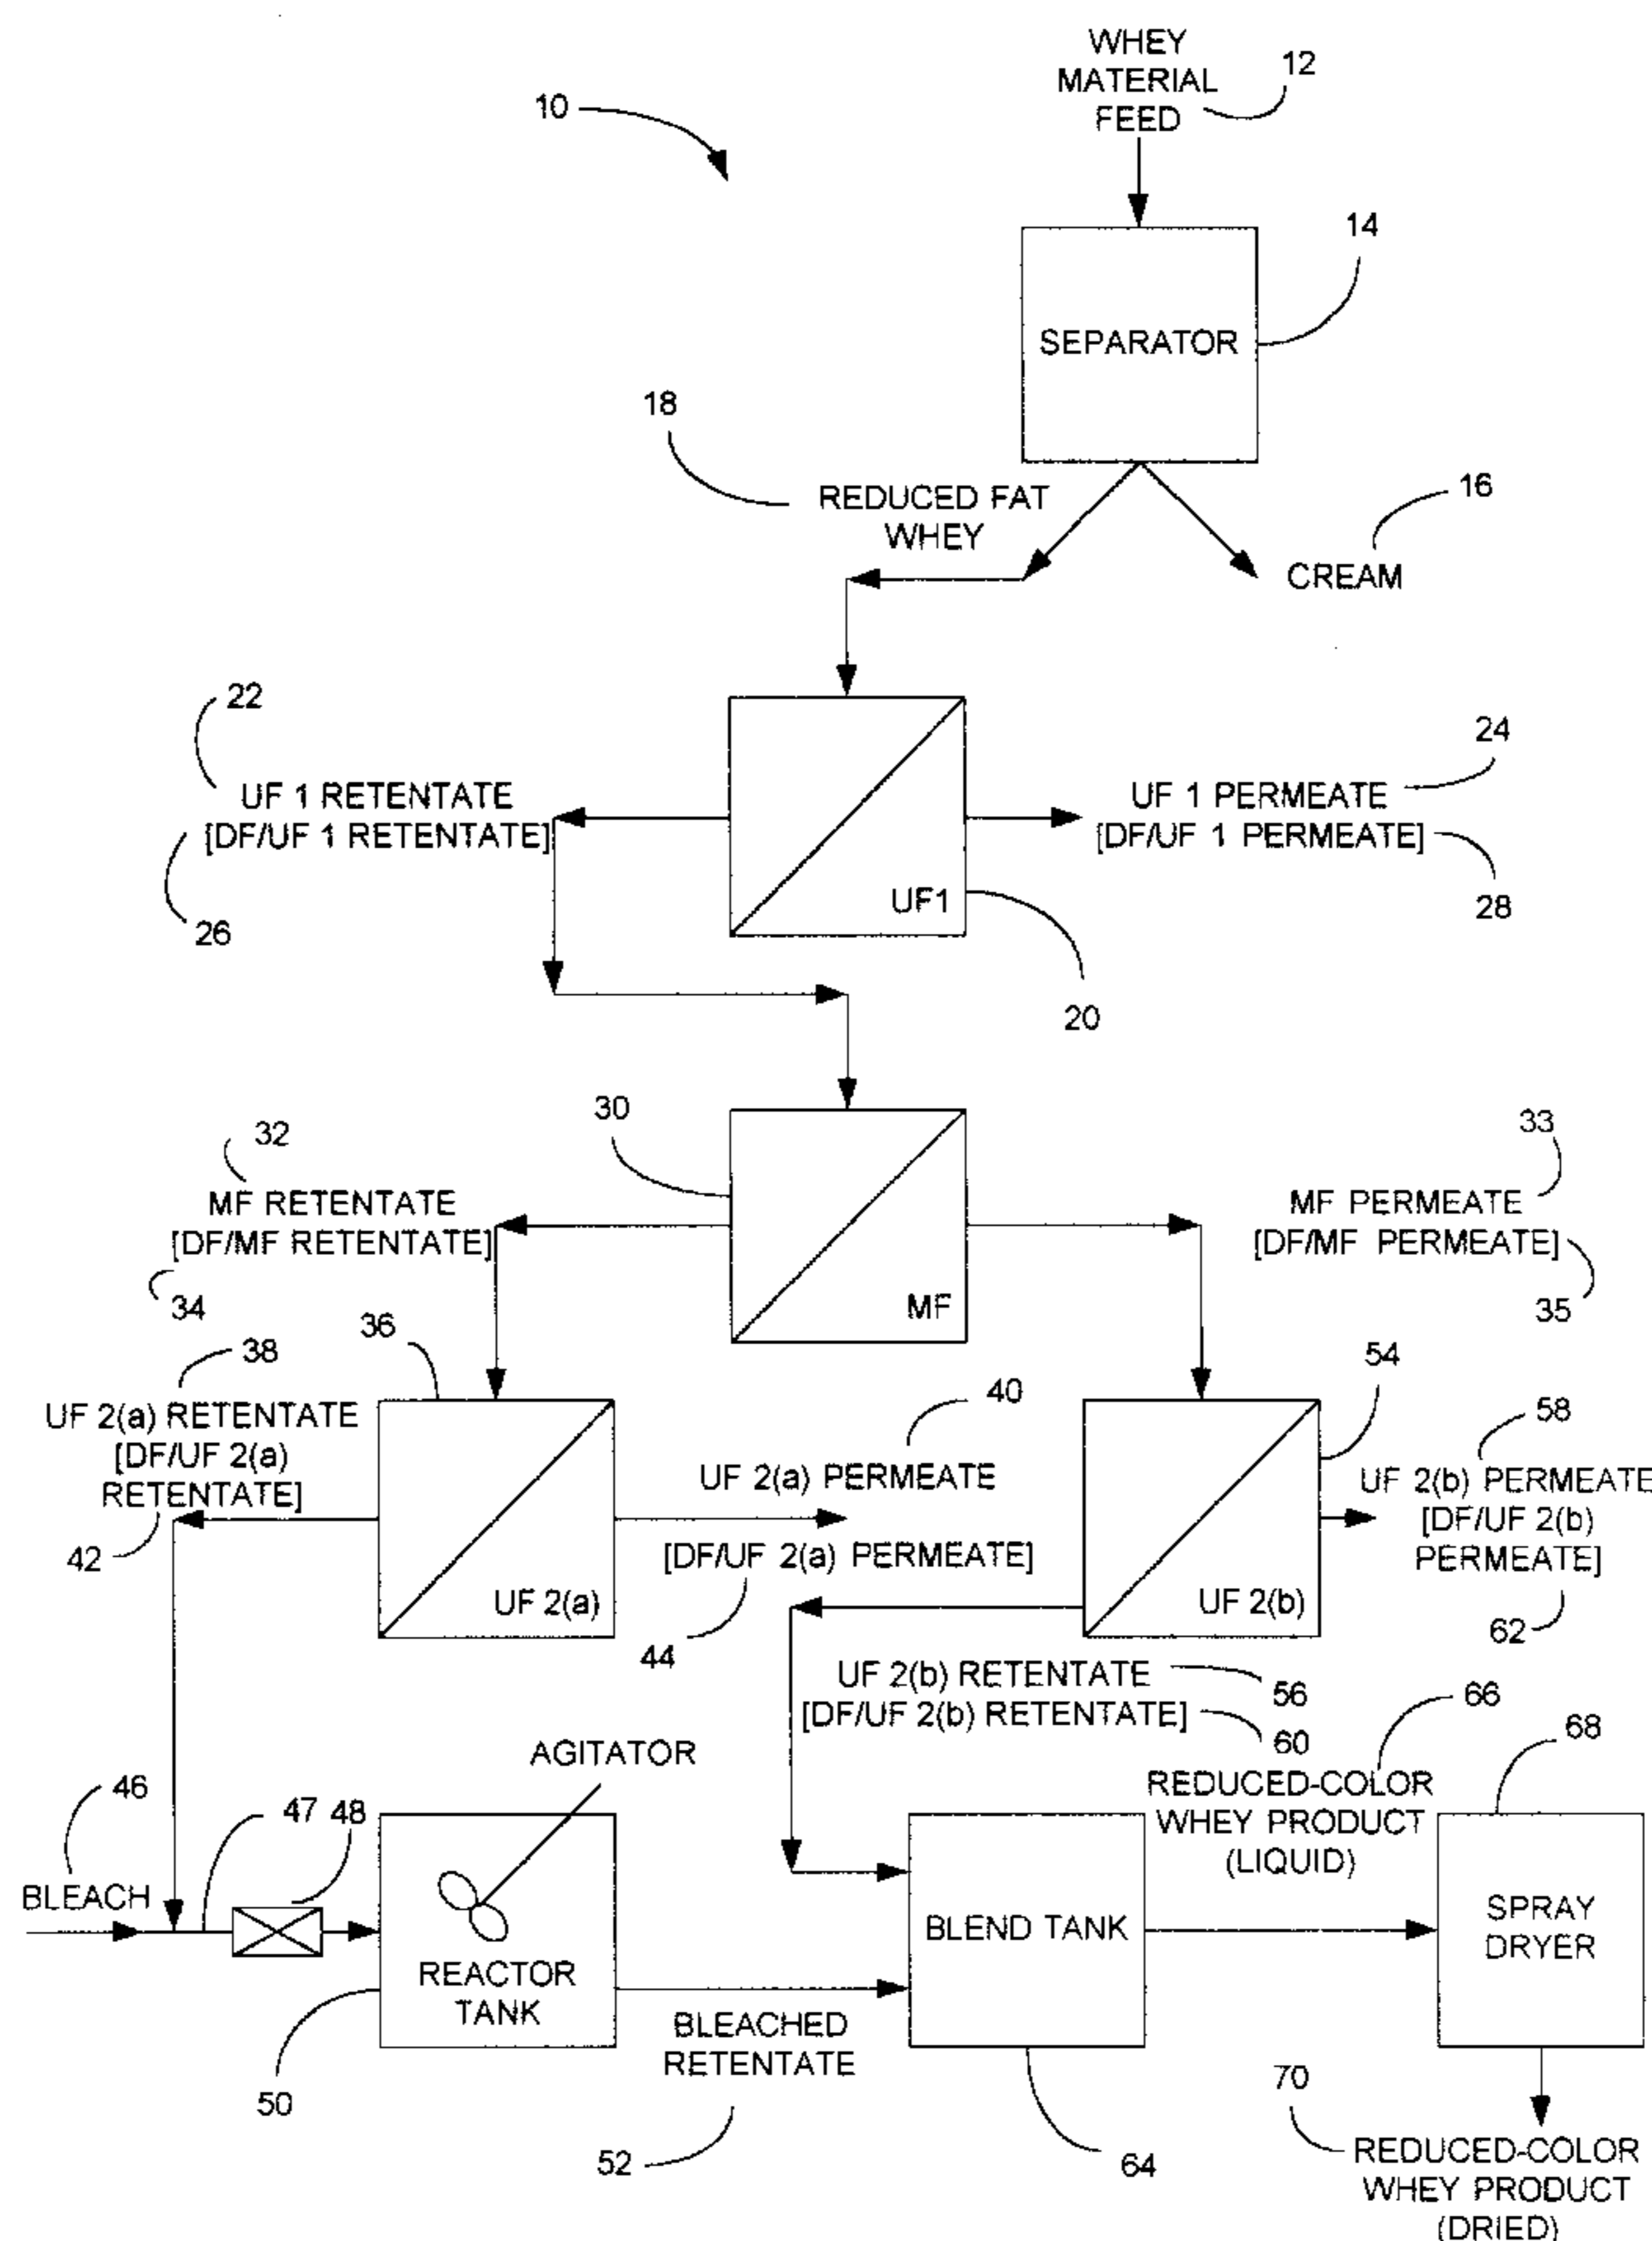 WHEY
MATERIAL
FEED
12
10
14
SEPARATOR
18
REDUCED FAT
WHEY
16
CREAM
22
24
UF 1 RETENTATE
[DF/UF 1 RETENTATE]
UF 1 PERMEATE
[DF/UF 1 PERMEATE]
UF1
26
28
20
30
32
33
MF RETENTATE
[DF/MF RETENTATE]
MF PERMEATE
[DF/MF PERMEATE]
34
35
MF
36
38
54
40
58
UF 2(a) RETENTATE
[DF/UF 2(a)
RETENTATE]
UF 2(a) PERMEATE
[DF/UF 2(a) PERMEATE]
UF 2(b) PERMEATE
[DF/UF 2(b)
PERMEATE]
42
UF 2(a)
UF 2(b)
44
62
UF 2(b) RETENTATE
[DF/UF 2(b) RETENTATE]
56
60
66
68
AGITATOR
REDUCED-COLOR
WHEY PRODUCT
(LIQUID)
46
47
48
BLEACH
REACTOR
TANK
BLEND TANK
SPRAY
DRYER
50
BLEACHED
RETENTATE
52
64
70
REDUCED-COLOR
WHEY PRODUCT
(DRIED)